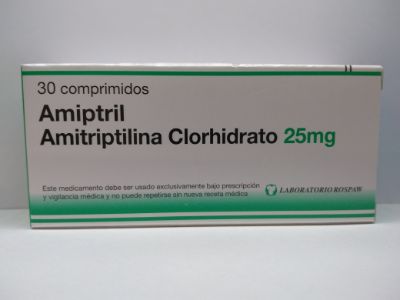 30 comprimidos
Amiptril
Amitriptilina Clorhidrato 25mg
Este medicamento debe ser usado exclusivamente bajo prescripción
y vigilancia médica y no puede repetirse sin nueva receta médica
LABORATORIO ROSPAW